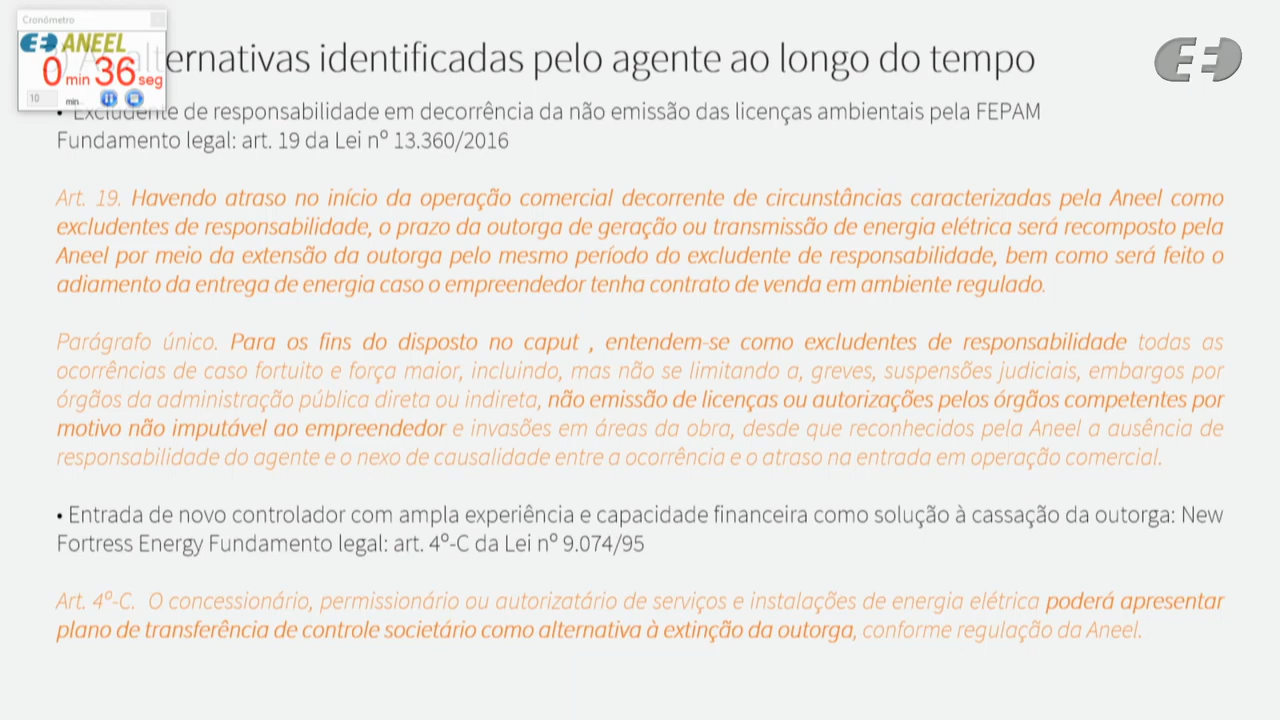 Cronómetro
ANEEL
0 min 36 seg
10 min...
alternativas identificadas pelo agente ao longo do tempo
• Excludente de responsabilidade em decorrência da não emissão das licenças ambientais pela FEPAM
Fundamento legal: art. 19 da Lei nº 13.360/2016
Art. 19. Havendo atraso no início da operação comercial decorrente de circunstâncias caracterizadas pela Aneel como
excludentes de responsabilidade, o prazo da outorga de geração ou transmissão de energia elétrica será recomposto pela
Aneel por meio da extensão da outorga pelo mesmo período do excludente de responsabilidade, bem como será feito o
adiamento da entrega de energia caso o empreendedor tenha contrato de venda em ambiente regulado.
Parágrafo único. Para os fins do disposto no caput , entendem-se como excludentes de responsabilidade todas as
ocorrências de caso fortuito e força maior, incluindo, mas não se limitando a, greves, suspensões judiciais, embargos por
órgãos da administração pública direta ou indireta, não emissão de licenças ou autorizações pelos órgãos competentes por
motivo não imputável ao empreendedor e invasões em áreas da obra, desde que reconhecidos pela Aneel a ausência de
responsabilidade do agente e o nexo de causalidade entre a ocorrência e o atraso na entrada em operação comercial.
• Entrada de novo controlador com ampla experiência e capacidade financeira como solução à cassação da outorga: New
Fortress Energy Fundamento legal: art. 4º-C da Lei nº 9.074/95
Art. 4º-C. O concessionário, permissionário ou autorizatário de serviços e instalações de energia elétrica poderá apresentar
plano de transferência de controle societário como alternativa à extinção da outorga, conforme regulação da Aneel.